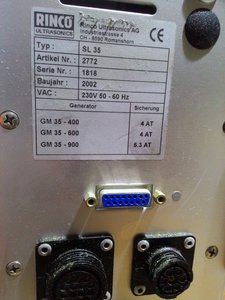 RINCO
ULTRASONICS
Rinco Ultrasonics AG
Industriestrasse 4
CH - 8590 Romanshorn
CE
Typ : SL 35
Artikel Nr. : 2772
Serie Nr. : 1818
Baujahr : 2002
VAC : 230V 50 - 60 Hz
Generator Sicherung
GM 35 - 400 4 AT
GM 35 - 600 4 AT
GM 35 - 900 6.3 AT